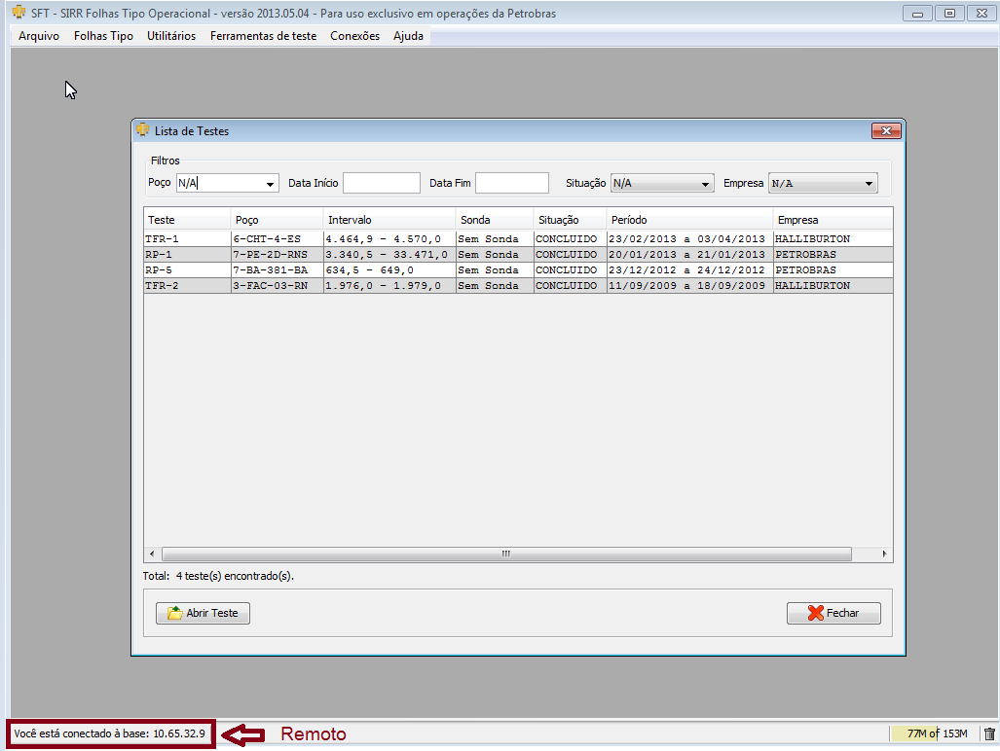 SFT - SIRR Folhas Tipo Operacional - versão 2013.05.04 - Para uso exclusivo em operações da Petrobras
Arquivo Folhas Tipo Utilitários Ferramentas de teste Conexões Ajuda
Lista de Testes
Filtros
Poço N/A Data Início Data Fim Situação N/A Empresa N/A
Teste Poço Intervalo Sonda Situação Período Empresa
TFR-1 6-CHT-4-ES 4.464,9 - 4.570,0 Sem Sonda CONCLUIDO 23/02/2013 a 03/04/2013 HALLIBURTON
RP-1 7-PE-2D-RNS 3.340,5 - 33.471,0 Sem Sonda CONCLUIDO 20/01/2013 a 21/01/2013 PETROBRAS
RP-5 7-BA-381-BA 634,5 - 649,0 Sem Sonda CONCLUIDO 23/12/2012 a 24/12/2012 PETROBRAS
TFR-2 3-FAC-03-RN 1.976,0 - 1.979,0 Sem Sonda CONCLUIDO 11/09/2009 a 18/09/2009 HALLIBURTON
Total: 4 teste(s) encontrado(s).
Abrir Teste Fechar
Você está conectado à base: 10.65.32.9 Remoto 77M of 153M